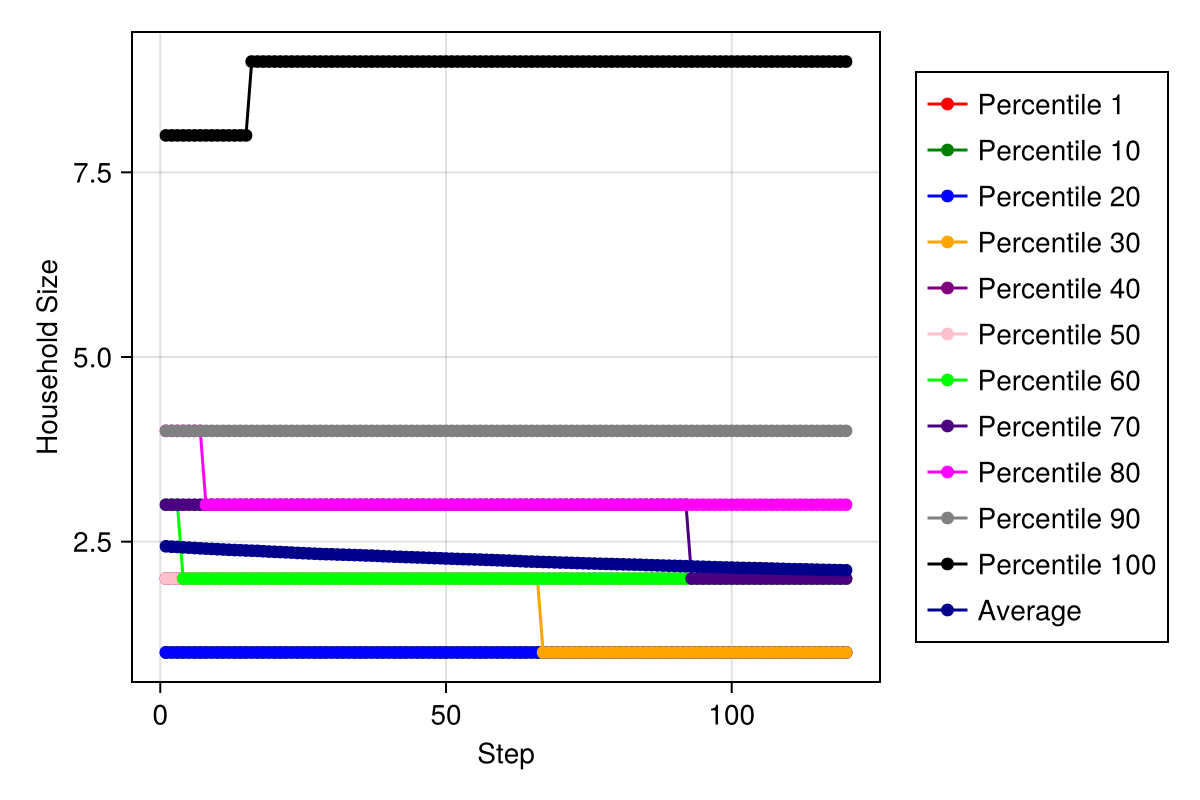 7.5
5.0
2.5
Household Size
0
50
100
Step
Percentile 1
Percentile 10
Percentile 20
Percentile 30
Percentile 40
Percentile 50
Percentile 60
Percentile 70
Percentile 80
Percentile 90
Percentile 100
Average